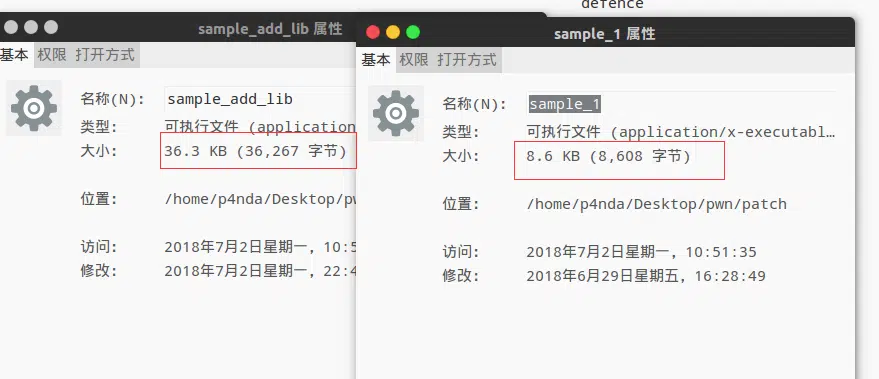 defence
sample_add_lib 属性
基本 权限 打开方式
名称(N): sample_add_lib
类型: 可执行文件 (application
大小: 36.3 KB (36,267 字节)
位置: /home/p4nda/Desktop/pw
访问: 2018年7月2日星期一, 10:5
修改: 2018年7月2日星期一, 22:4
sample_1 属性
基本 权限 打开方式
名称(N): sample_1
类型: 可执行文件 (application/x-executabl…
大小: 8.6 KB (8,608 字节)
位置: /home/p4nda/Desktop/pwn/patch
访问: 2018年7月2日星期一, 10:51:35
修改: 2018年6月29日星期五, 16:28:49